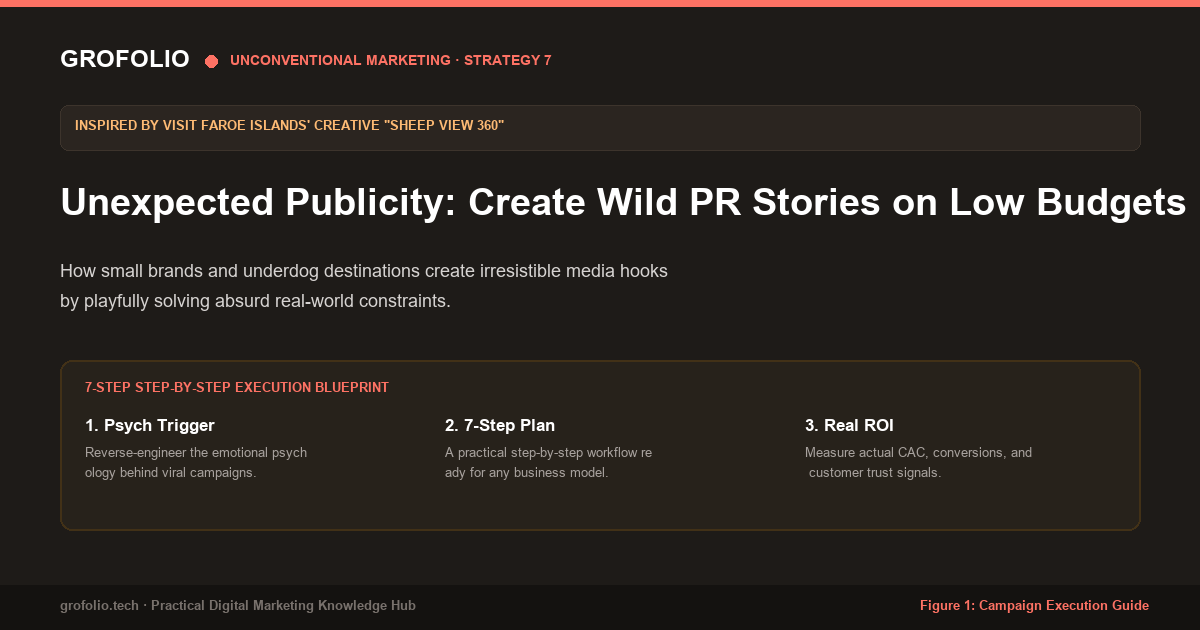 GROFOLIO
UNCONVENTIONAL MARKETING · STRATEGY 7
INSPIRED BY VISIT FAROE ISLANDS' CREATIVE "SHEEP VIEW 360"
Unexpected Publicity: Create Wild PR Stories on Low Budgets
How small brands and underdog destinations create irresistible media hooks
by playfully solving absurd real-world constraints.
7-STEP STEP-BY-STEP EXECUTION BLUEPRINT
1. Psych Trigger
Reverse-engineer the emotional psych
ology behind viral campaigns.
2. 7-Step Plan
A practical step-by-step workflow re
ady for any business model.
3. Real ROI
Measure actual CAC, conversions, and
customer trust signals.
grofolio.tech · Practical Digital Marketing Knowledge Hub
Figure 1: Campaign Execution Guide